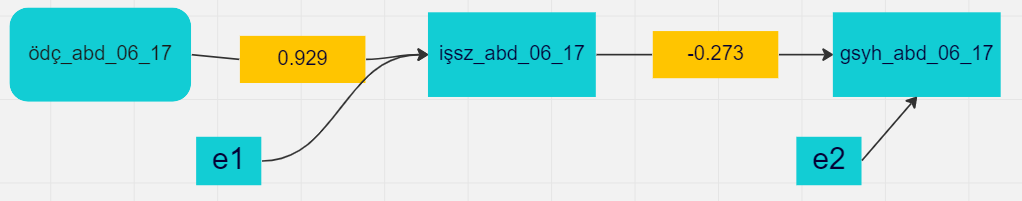 ödç_abd_06_17
0.929
işsz_abd_06_17
-0.273
gsyh_abd_06_17
e1
e2